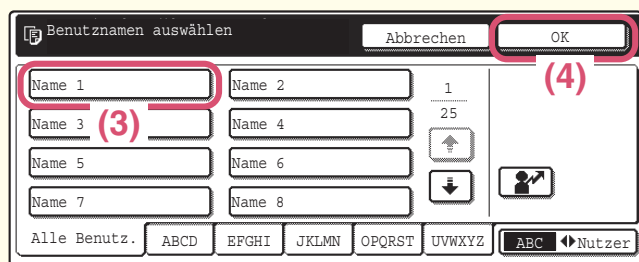 Benutznamen auswählen
Abbrechen
OK
(4)
Name 1
Name 2
1
25
(3)
Name 3
Name 4
Name 5
Name 6
Name 7
Name 8
Alle Benutz.
ABCD
EFGHI
JKLMN
OPQRST
UVWXYZ
ABC
Nutzer